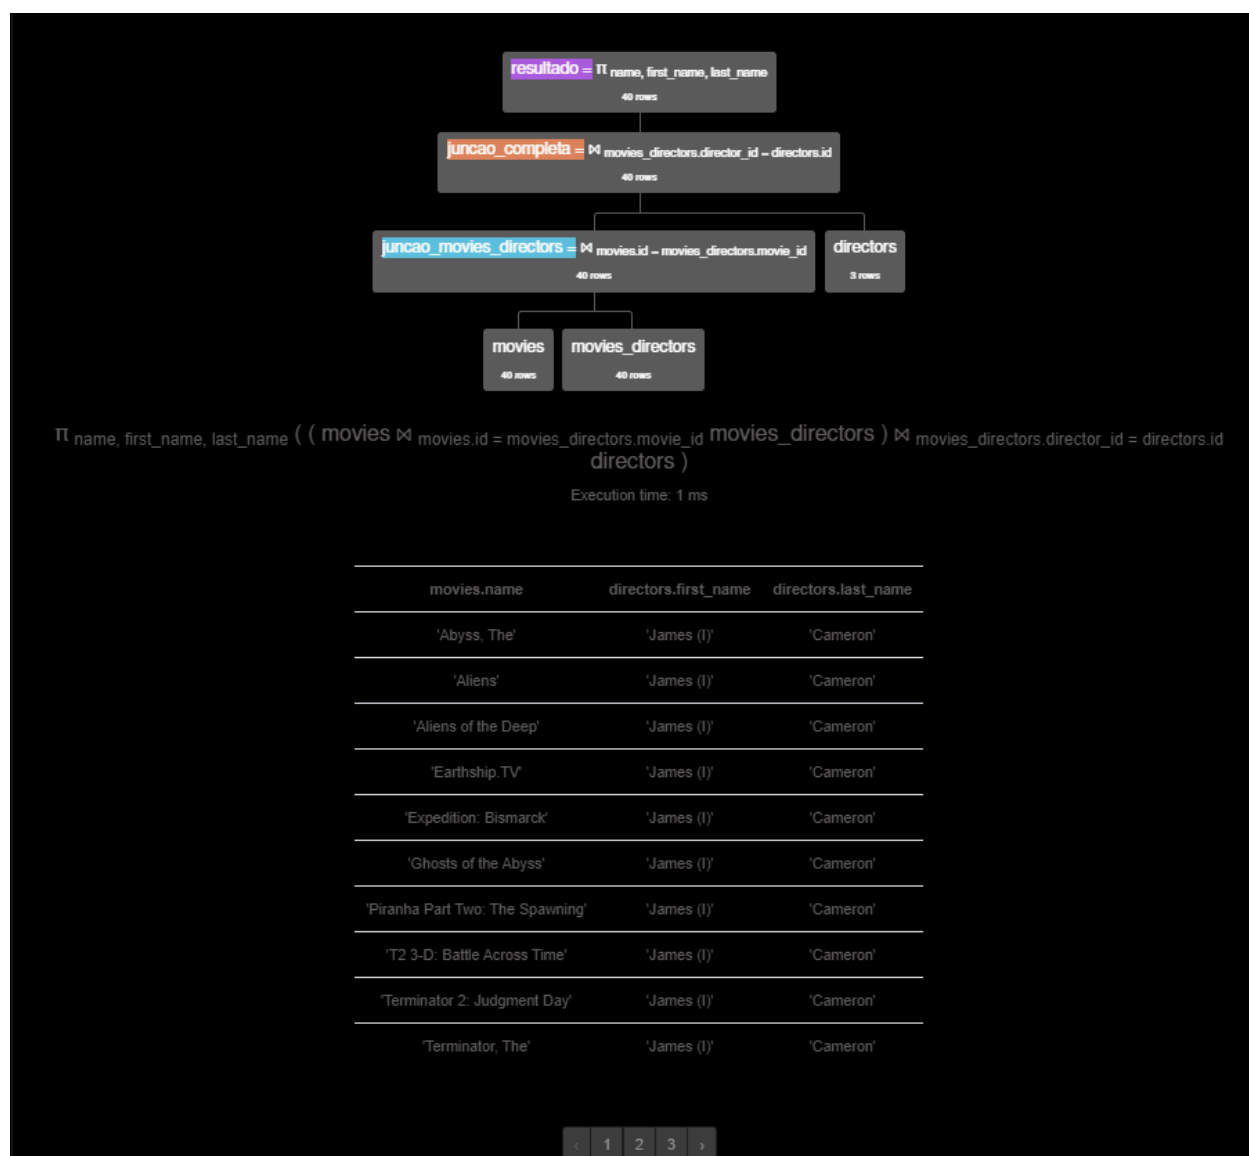 resultado = π name, first_name, last_name
40 rows
juncao_completa = ⋈ movies_directors.director_id = directors.id
40 rows
juncao_movies_directors = ⋈ movies.id = movies_directors.movie_id
40 rows
directors
3 rows
movies
40 rows
movies_directors
40 rows
π name, first_name, last_name ( ( movies ⋈ movies.id = movies_directors.movie_id movies_directors ) ⋈ movies_directors.director_id = directors.id
directors )
Execution time: 1 ms
movies.name directors.first_name directors.last_name
'Abyss, The' 'James (I)' 'Cameron'
'Aliens' 'James (I)' 'Cameron'
'Aliens of the Deep' 'James (I)' 'Cameron'
'Earthship.TV' 'James (I)' 'Cameron'
'Expedition: Bismarck' 'James (I)' 'Cameron'
'Ghosts of the Abyss' 'James (I)' 'Cameron'
'Piranha Part Two: The Spawning' 'James (I)' 'Cameron'
'T2 3-D: Battle Across Time' 'James (I)' 'Cameron'
'Terminator 2: Judgment Day' 'James (I)' 'Cameron'
'Terminator, The' 'James (I)' 'Cameron'
‹ 1 2 3 ›